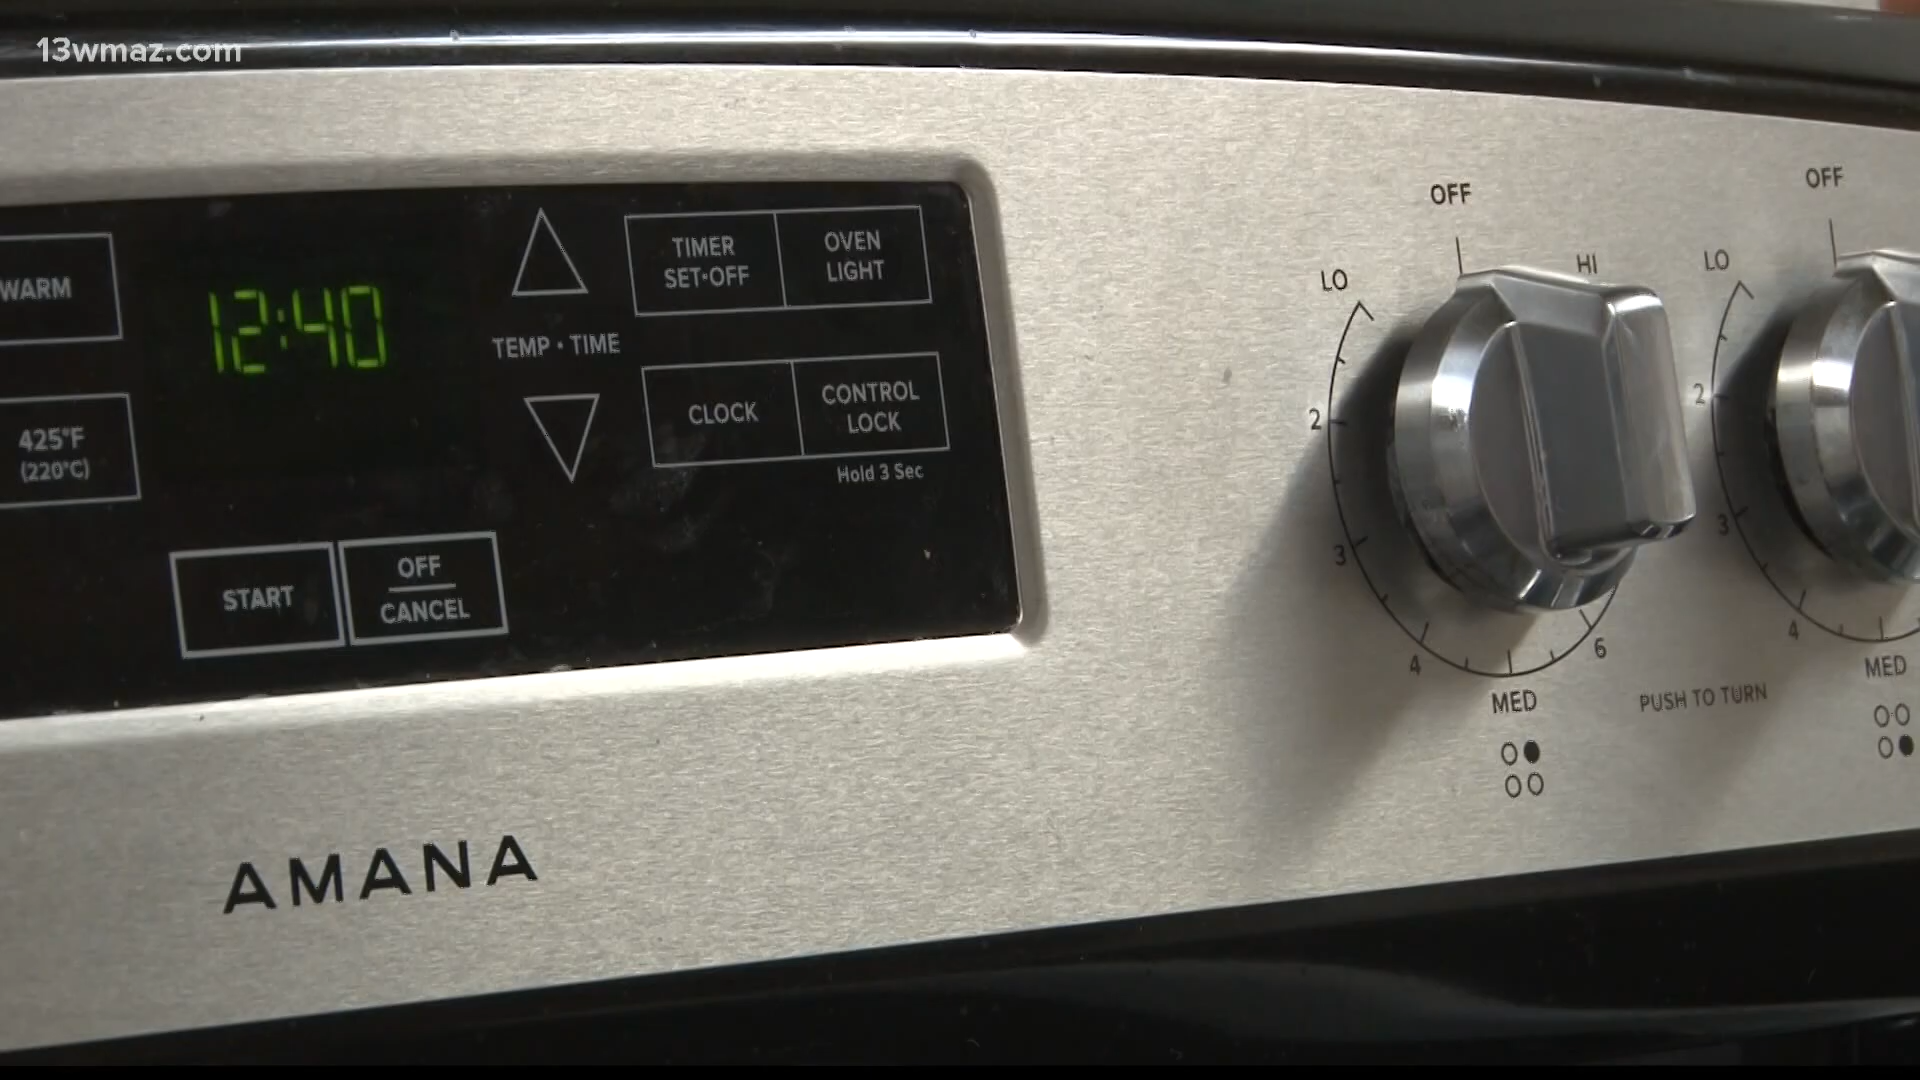 13wmaz.com
WARM
12:40
425°F
(220°C)
START
OFF
CANCEL
TEMP • TIME
TIMER
SET•OFF
OVEN
LIGHT
CLOCK
CONTROL
LOCK
Hold 3 Sec
AMANA
OFF
LO
HI
2
3
4
6
MED
PUSH TO TURN
OFF
LO
2
3
4
MED